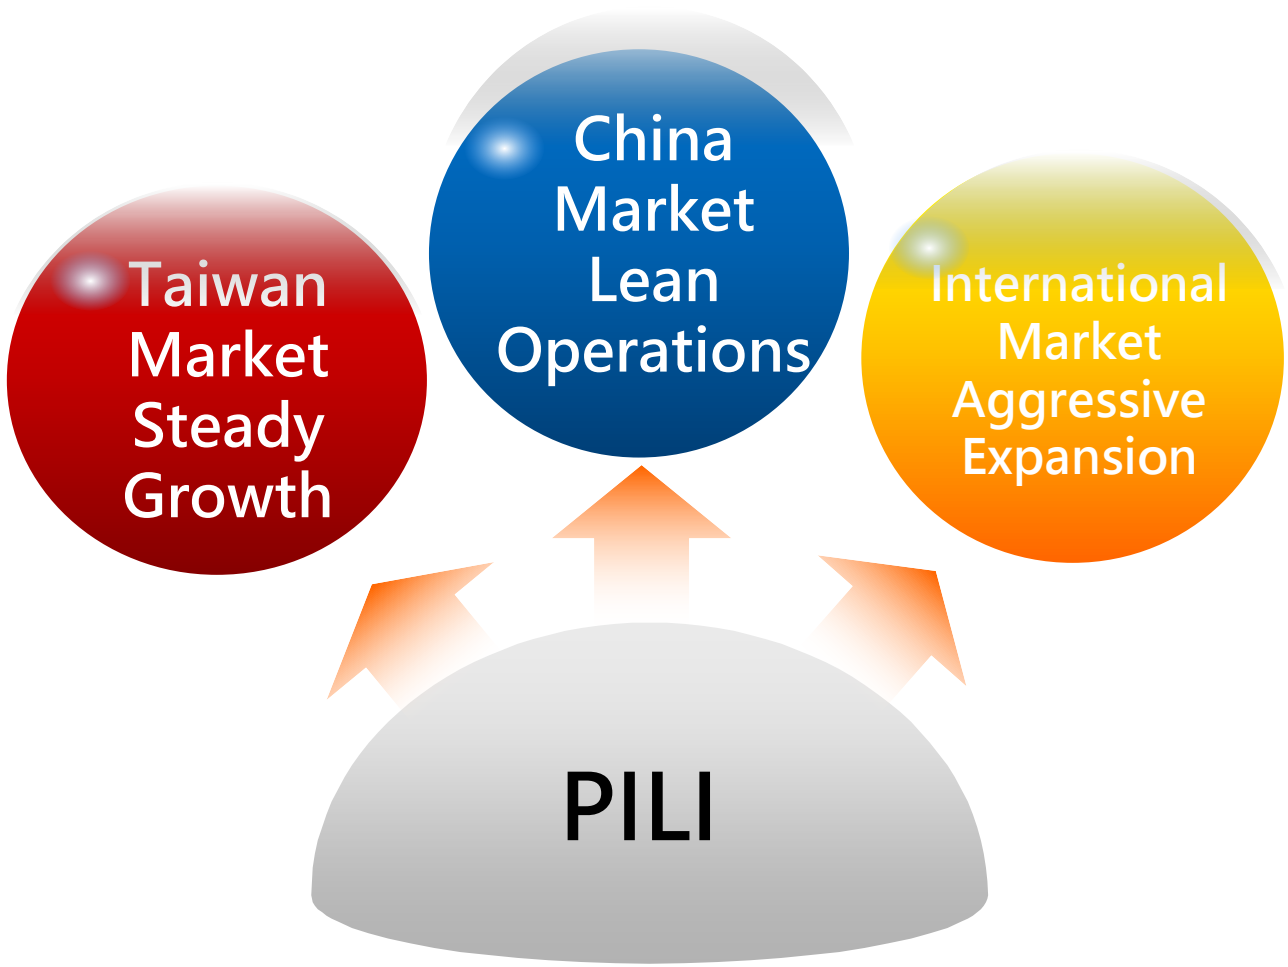 China
Market
Lean
Operations
Taiwan
Market
Steady
Growth
International
Market
Aggressive
Expansion
PILI